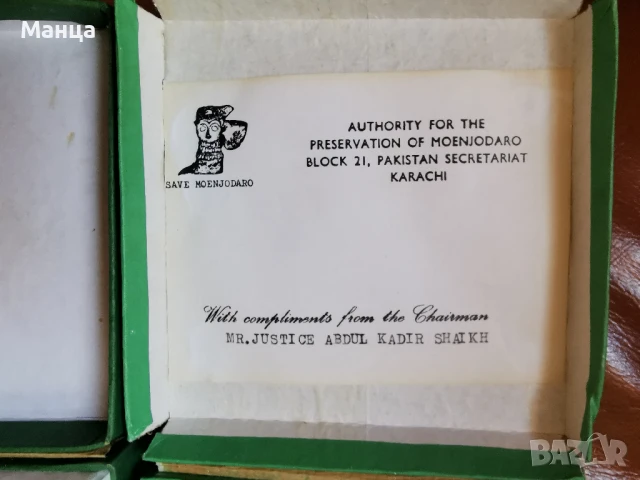 Манца
SAVE MOENJODARO
AUTHORITY FOR THE
PRESERVATION OF MOENJODARO
BLOCK 21, PAKISTAN SECRETARIAT
KARACHI
With compliments from the Chairman
MR.JUSTICE ABDUL KADIR SHAIKH
BAZAR